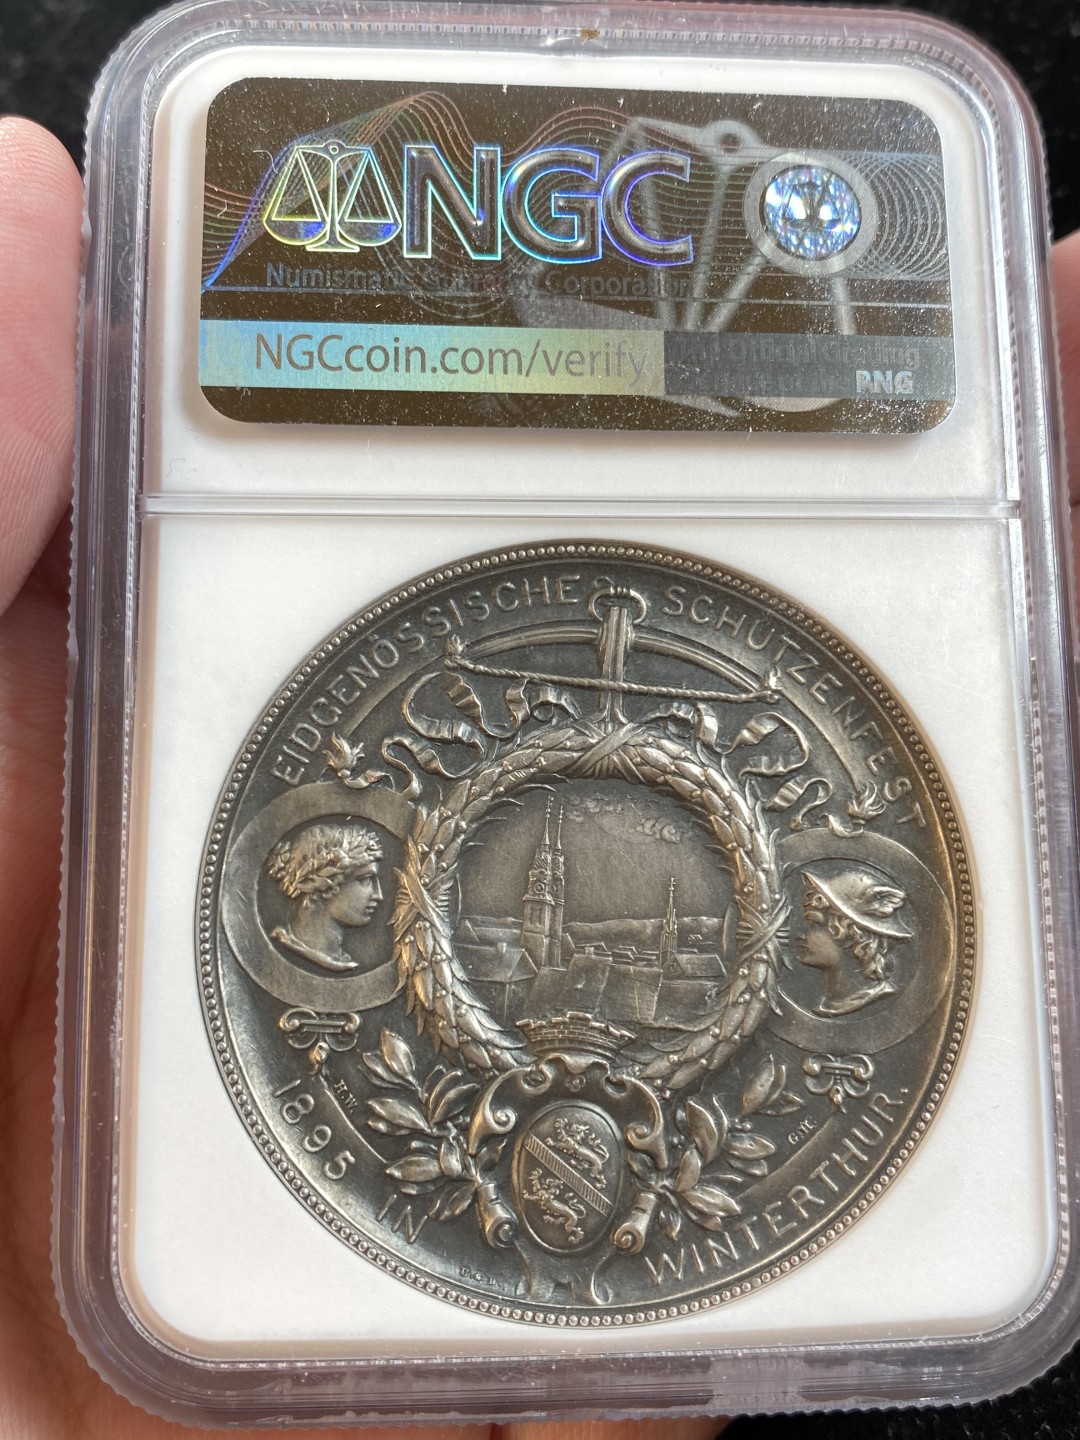 NGC
Numismatic Guaranty Corporation
NGCcoin.com/verify
PNG
EIDGENÖSSISCHES SCHÜTZENFEST
1895 IN WINTERTHUR.
H.W.